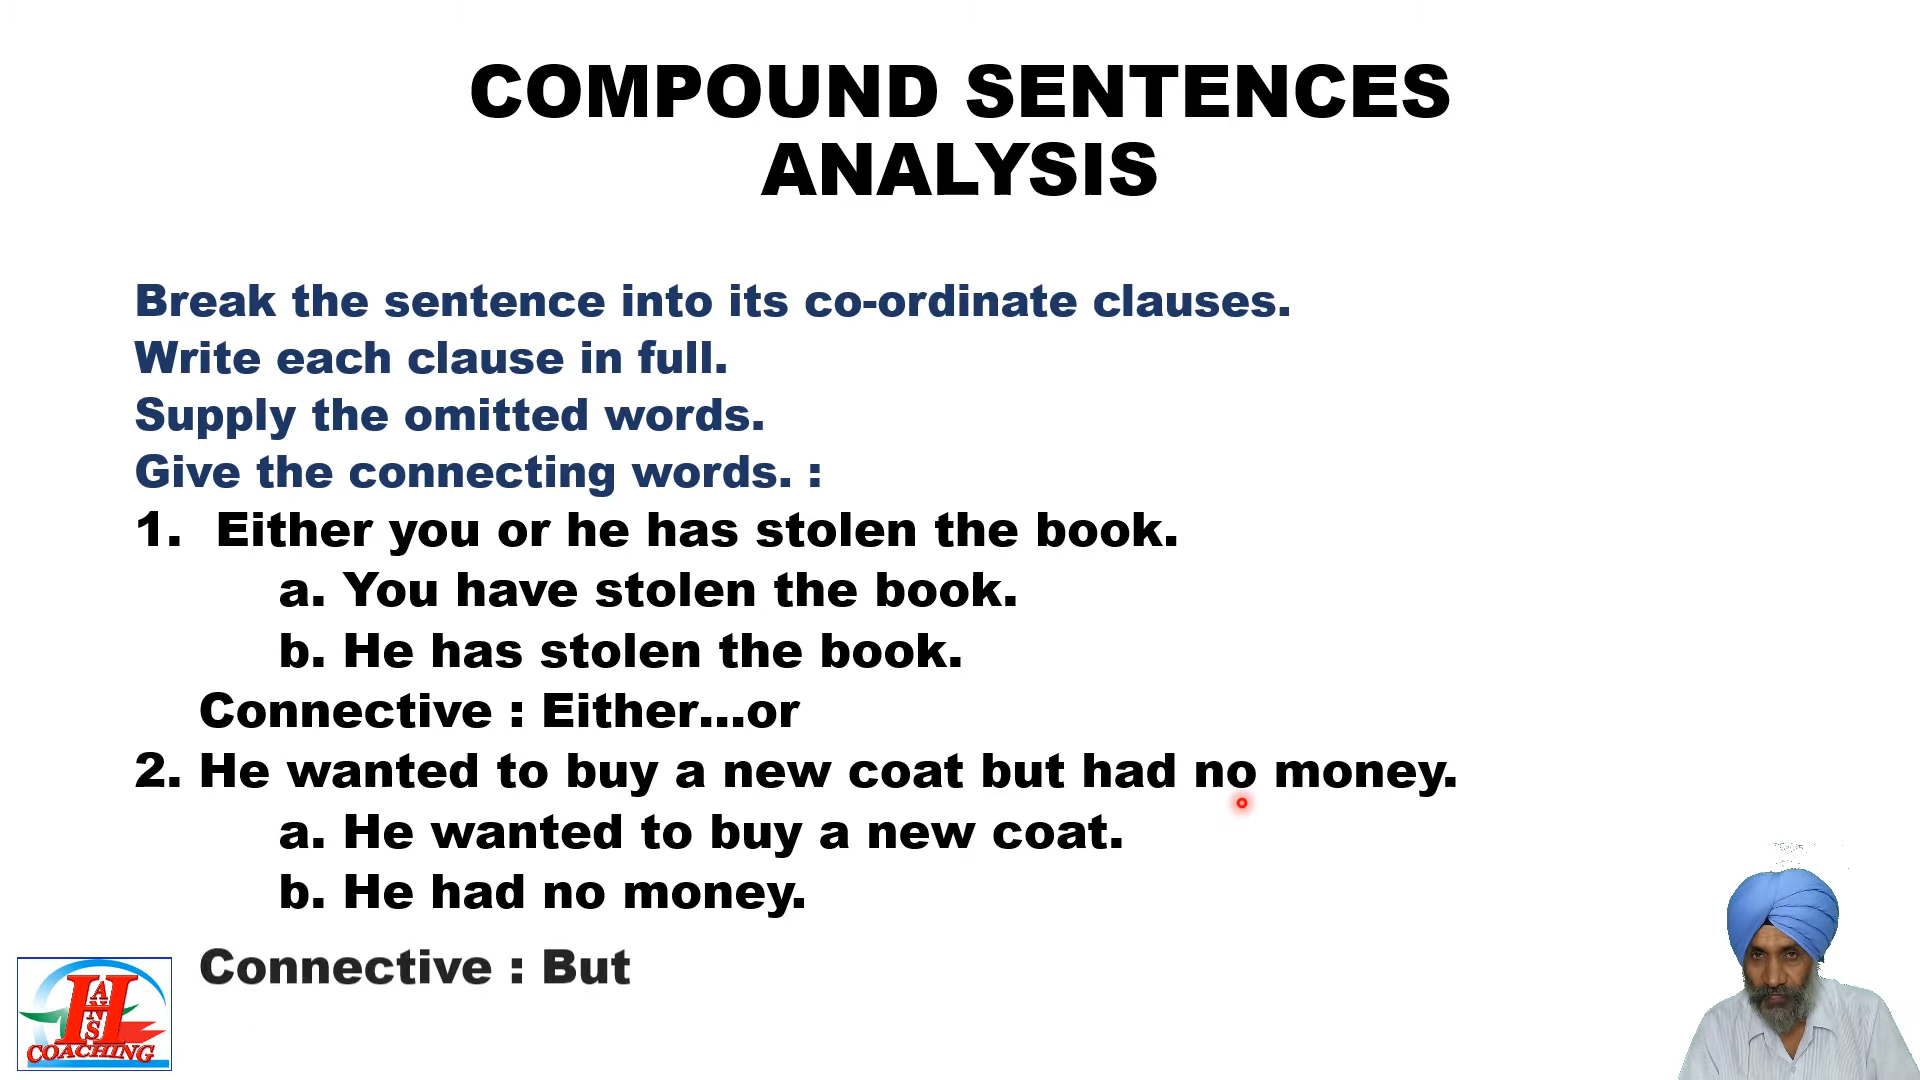 COMPOUND SENTENCES
ANALYSIS
Break the sentence into its co-ordinate clauses.
Write each clause in full.
Supply the omitted words.
Give the connecting words. :
1. Either you or he has stolen the book.
a. You have stolen the book.
b. He has stolen the book.
Connective : Either...or
2. He wanted to buy a new coat but had no money.
a. He wanted to buy a new coat.
b. He had no money.
Connective : But
HANS
COACHING